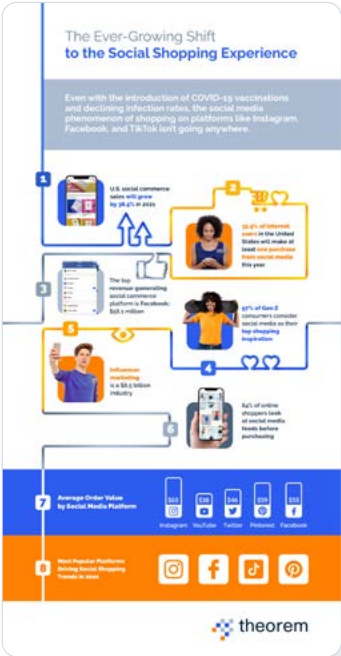 The Ever-Growing Shift
to the Social Shopping Experience
Even with the introduction of COVID-19 vaccinations
and declining infection rates, the social media
phenomenon of shopping on platforms like Instagram,
Facebook, and TikTok isn't going anywhere.
1
U.S. social commerce
sales will grow
in 2021
2
of internet
users in the United
States will make at
least one purchase
from social media
this year
3
The top
revenue-generating
social commerce
platform is Facebook:
$56.1 million
4
97% of Gen Z
consumers consider
social media as their
top shopping
inspiration
5
Influencer
marketing
is a
industry
6
of online
shoppers look
at social media
feeds before
purchasing
7
Average Order Value
by Social Media Platform
$65
Instagram
YouTube
$46
Twitter
Pinterest
$55
Facebook
8
Most Popular Platforms
Driving Social Shopping
Trends in 2021
theorem